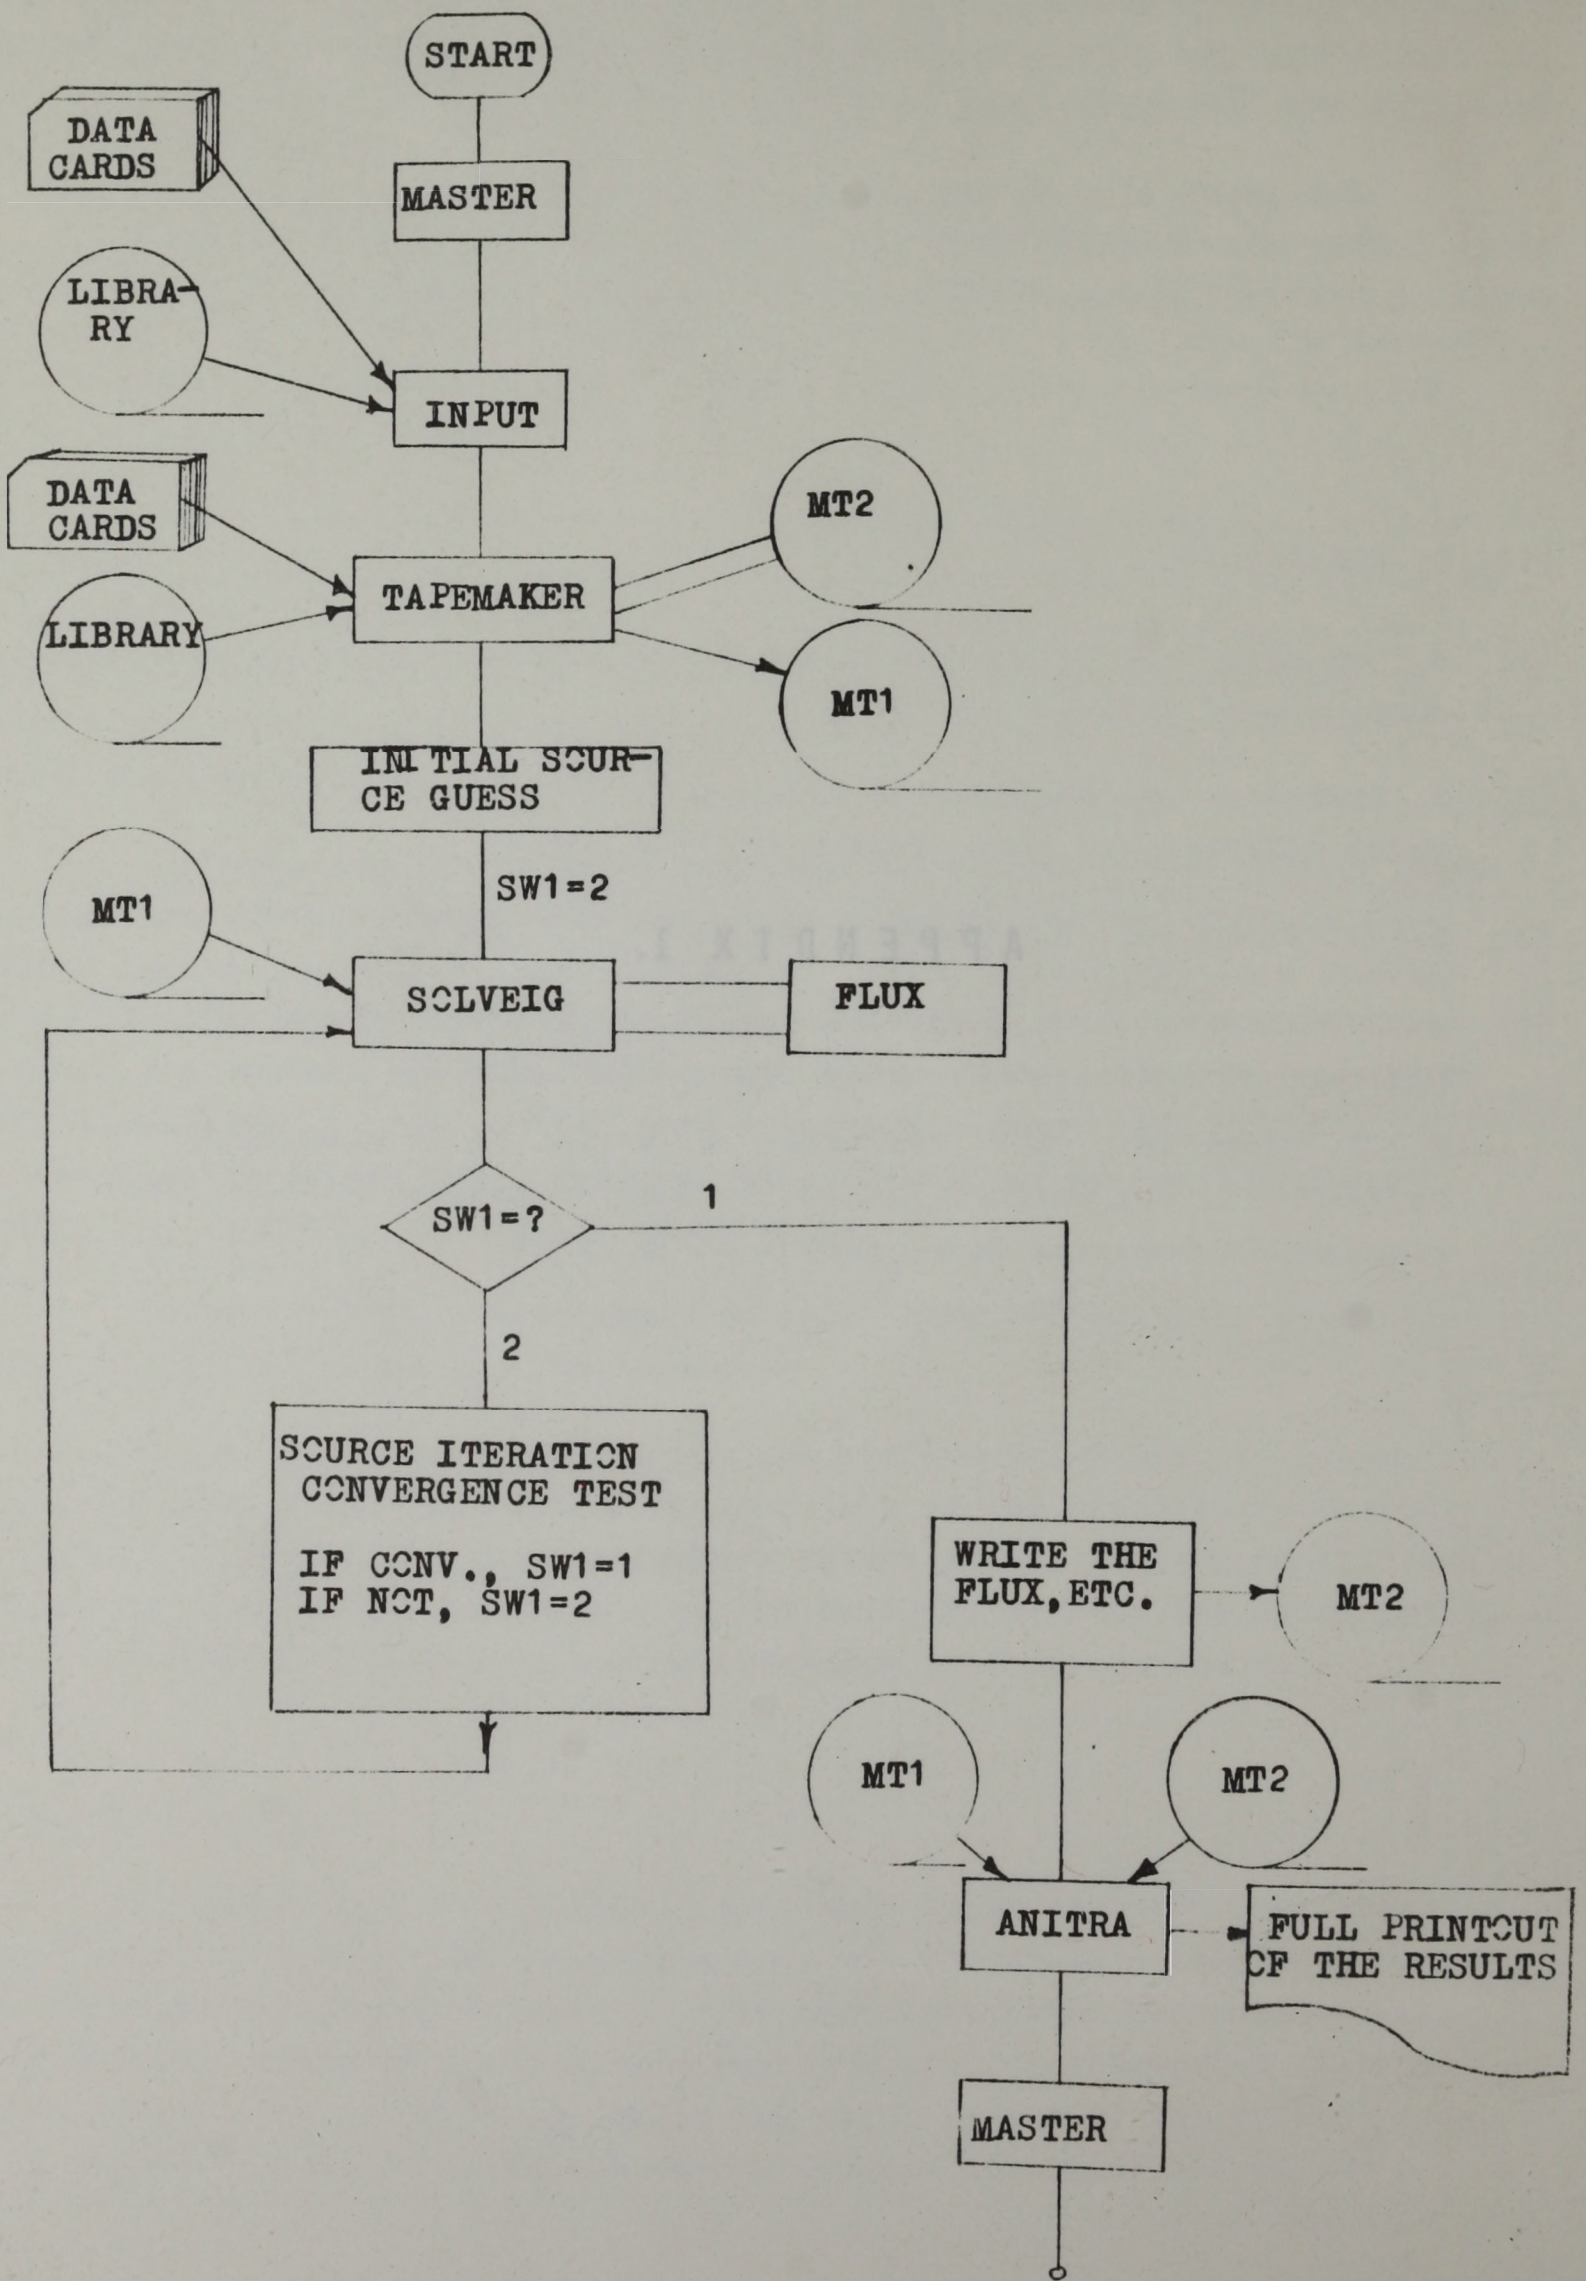 START
DATA
CARDS
MASTER
LIBRA-
RY
INPUT
DATA
CARDS
MT2
TAPEMAKER
LIBRARY
MT1
INITIAL SOUR-
CE GUESS
SW1=2
MT1
APPENDIX 1.
SOLVEIG
FLUX
1
SW1=?
2
SOURCE ITERATION
CONVERGENCE TEST
IF CONV., SW1=1
IF NOT, SW1=2
WRITE THE
FLUX,ETC.
MT2
MT1
MT2
ANITRA
FULL PRINTOUT
OF THE RESULTS
MASTER